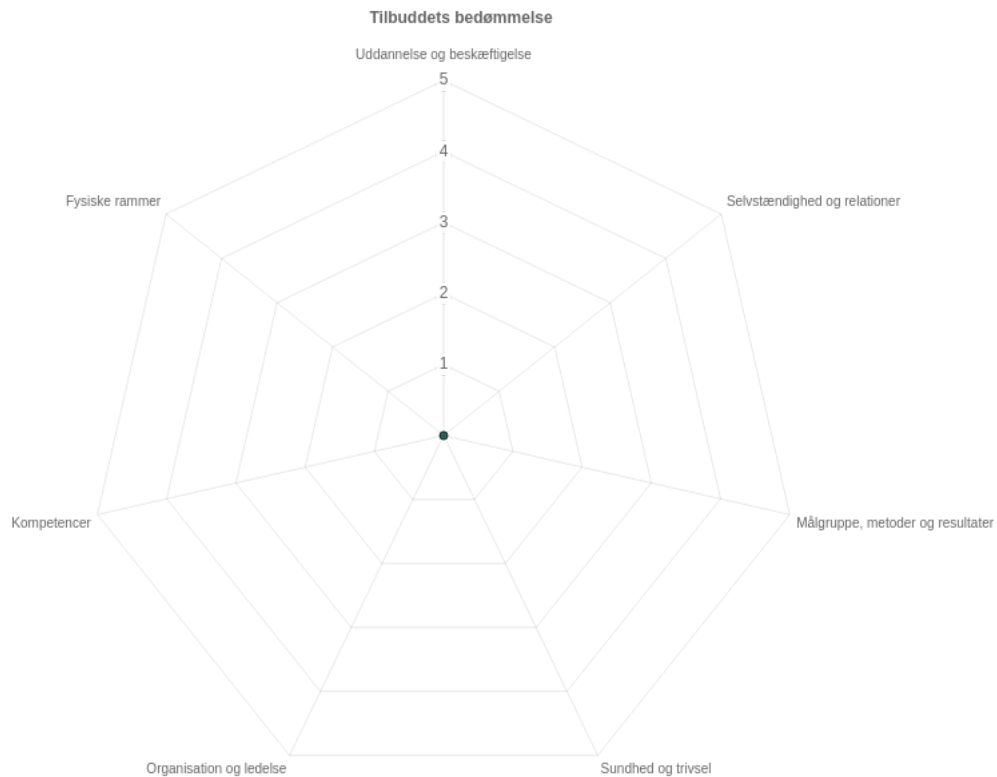 Tilbuddets bedømmelse
Uddannelse og beskæftigelse
5
4
Fysiske rammer
Selvstændighed og relationer
3
2
1
Kompetencer
Målgruppe, metoder og resultater
Organisation og ledelse
Sundhed og trivsel